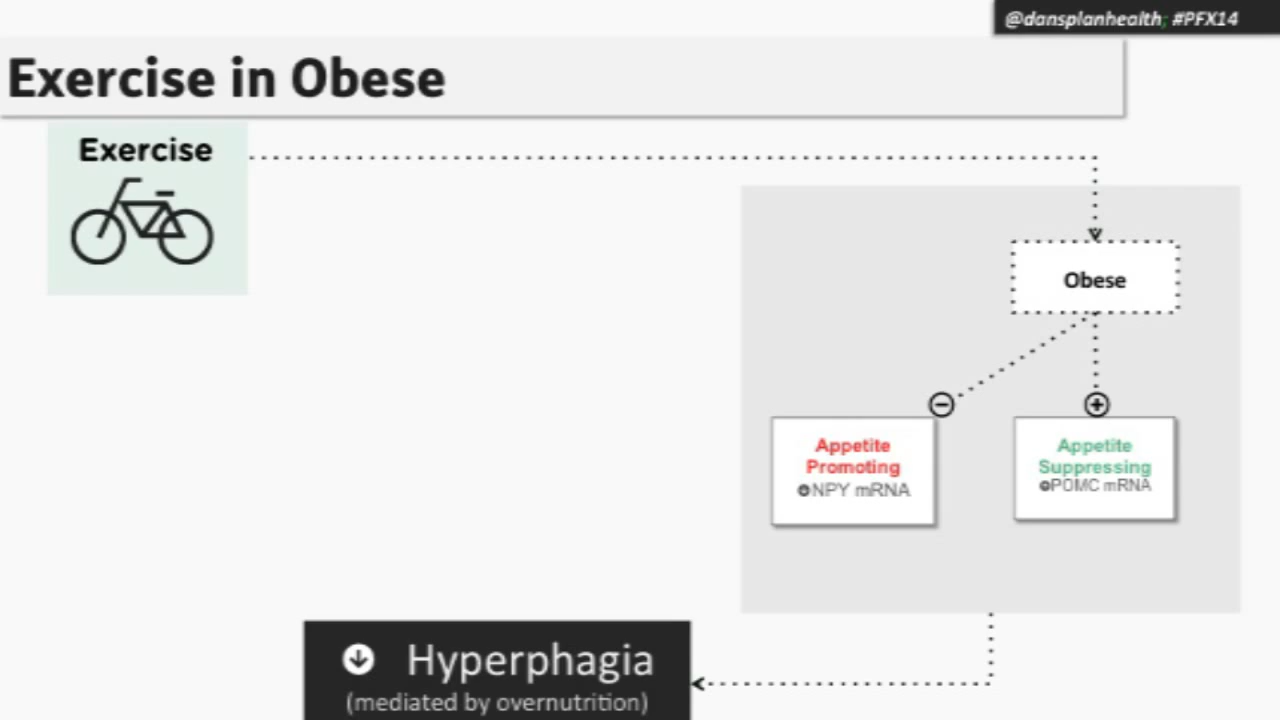 @dansplanhealth; #PFX14
Exercise in Obese
Exercise
Obese
Appetite
Promoting
NPY mRNA
Appetite
Suppressing
POMC mRNA
Hyperphagia
(mediated by overnutrition)